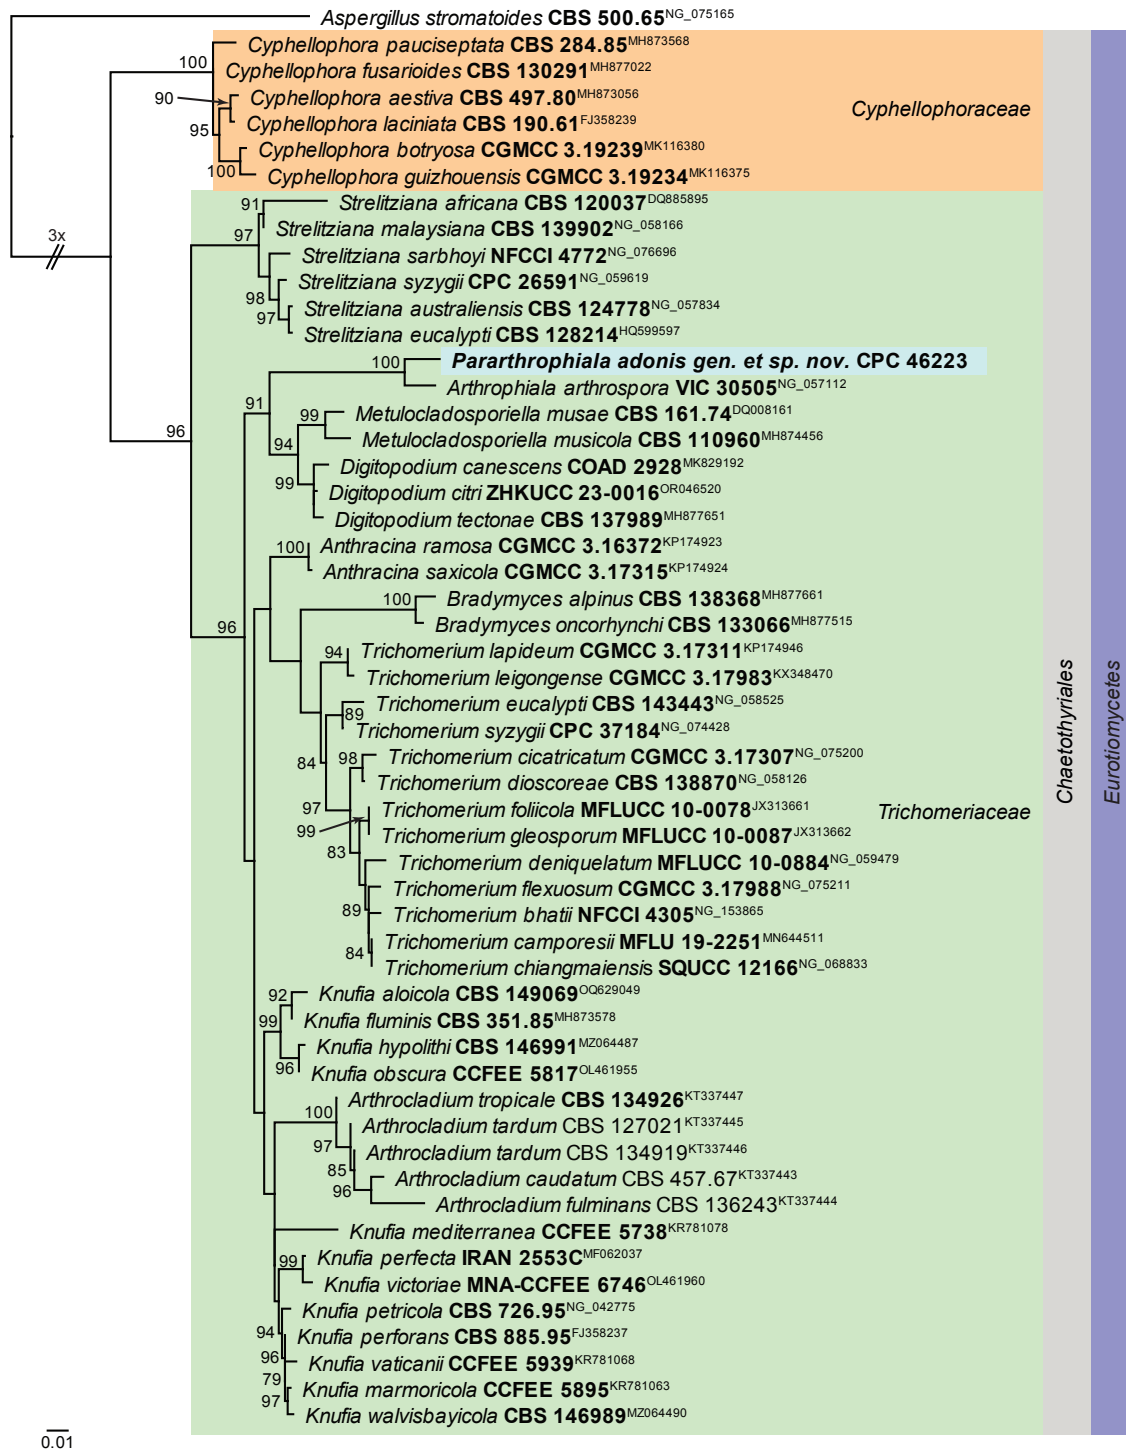 Aspergillus stromatoides CBS 500.65NG_075165
Cyphellophora pauciseptata CBS 284.85MH873568
100
Cyphellophora fusarioides CBS 130291MH877022
90
Cyphellophora aestiva CBS 497.80MH873056
Cyphellophoraceae
95
Cyphellophora laciniata CBS 190.61FJ358239
Cyphellophora botryosa CGMCC 3.19239MK116380
100
Cyphellophora guizhouensis CGMCC 3.19234MK116375
91
Strelitziana africana CBS 120037DQ885895
Strelitziana malaysiana CBS 139902NG_058166
3x
97
Strelitziana sarbhoyi NFCCI 4772NG_076696
Strelitziana syzygii CPC 26591NG_059619
98
Strelitziana australiensis CBS 124778NG_057834
97
Strelitziana eucalypti CBS 128214HQ599597
100
Pararthrophiala adonis gen. et sp. nov. CPC 46223
Arthrophiala arthrospora VIC 30505NG_057112
91
99
Metulocladosporiella musae CBS 161.74DQ008161
96
94
Metulocladosporiella musicola CBS 110960MH874456
Digitopodium canescens COAD 2928MK829192
99
Digitopodium citri ZHKUCC 23-0016OR046520
Digitopodium tectonae CBS 137989MH877651
100
Anthracina ramosa CGMCC 3.16372KP174923
Anthracina saxicola CGMCC 3.17315KP174924
100
Bradymyces alpinus CBS 138368MH877661
96
Bradymyces oncorhynchi CBS 133066MH877515
94
Trichomerium lapideum CGMCC 3.17311KP174946
Trichomerium leigongense CGMCC 3.17983KX348470
Trichomerium eucalypti CBS 143443NG_058525
89
Trichomerium syzygii CPC 37184NG_074428
84
98
Trichomerium cicatricatum CGMCC 3.17307NG_075200
Trichomerium dioscoreae CBS 138870NG_058126
97
Trichomerium foliicola MFLUCC 10-0078JX313661
Trichomeriaceae
99
Trichomerium gleosporum MFLUCC 10-0087JX313662
83
Trichomerium deniquelatum MFLUCC 10-0884NG_059479
Trichomerium flexuosum CGMCC 3.17988NG_075211
89
Trichomerium bhatii NFCCI 4305NG_153865
Trichomerium camporesii MFLU 19-2251MN644511
84
Trichomerium chiangmaiensis SQUCC 12166NG_068833
92
Knufia aloicola CBS 149069OQ629049
99
Knufia fluminis CBS 351.85MH873578
Knufia hypolithi CBS 146991MZ064487
96
Knufia obscura CCFEE 5817OL461955
Arthrocladium tropicale CBS 134926KT337447
100
Arthrocladium tardum CBS 127021KT337445
97
Arthrocladium tardum CBS 134919KT337446
85
Arthrocladium caudatum CBS 457.67KT337443
96
Arthrocladium fulminans CBS 136243KT337444
Knufia mediterranea CCFEE 5738KR781078
99
Knufia perfecta IRAN 2553CMF062037
Knufia victoriae MNA-CCFEE 6746OL461960
Knufia petricola CBS 726.95NG_042775
94
Knufia perforans CBS 885.95FJ358237
96
Knufia vaticanii CCFEE 5939KR781068
79
Knufia marmoricola CCFEE 5895KR781063
97
Knufia walvisbayicola CBS 146989MZ064490
0.01
Chaetothyriales
Eurotiomycetes